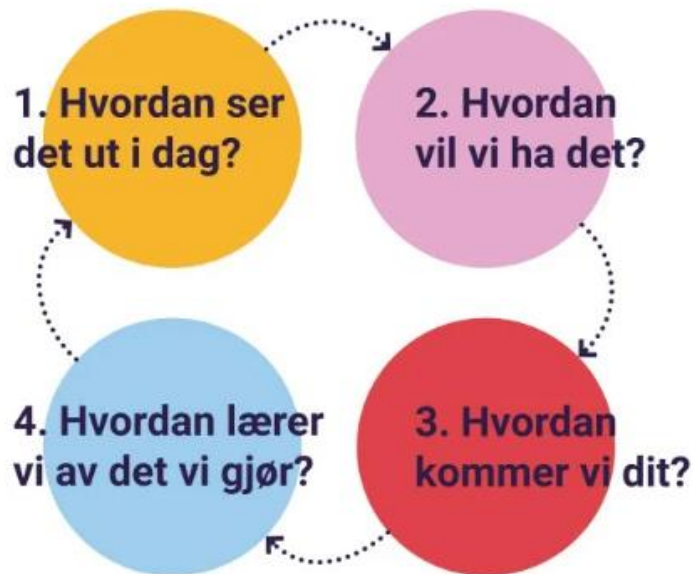 1. Hvordan ser
det ut i dag?
2. Hvordan
vil vi ha det?
3. Hvordan
kommer vi dit?
4. Hvordan lærer
vi av det vi gjør?